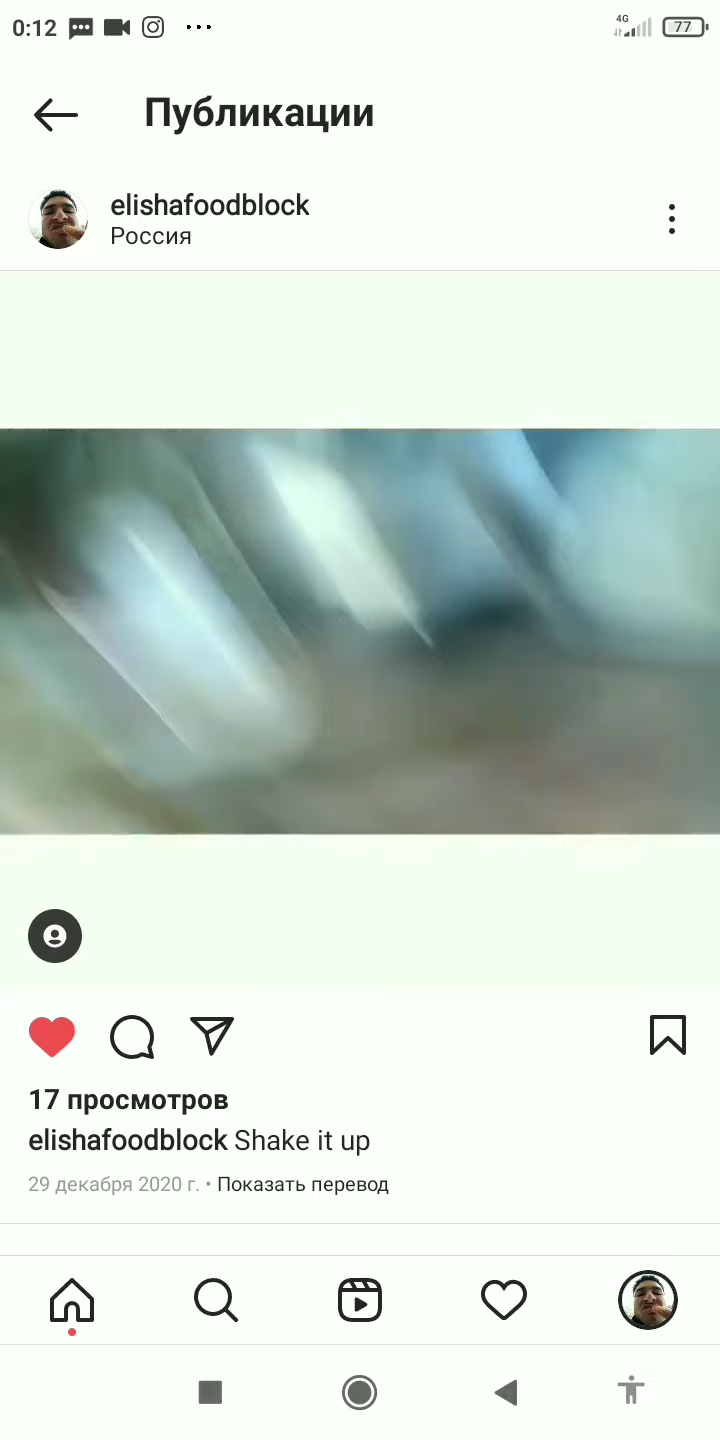 0:12
4G
77
Публикации
elishafoodblock
Россия
17 просмотров
elishafoodblock Shake it up
29 декабря 2020 г. • Показать перевод